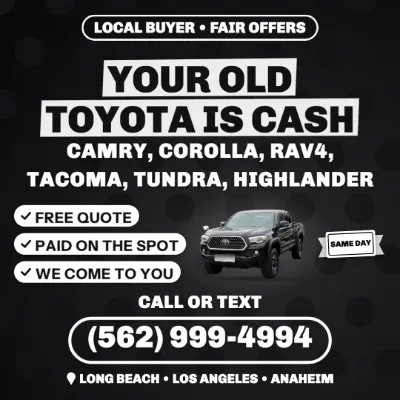 LOCAL BUYER • FAIR OFFERS
YOUR OLD
TOYOTA IS CASH
CAMRY, COROLLA, RAV4,
TACOMA, TUNDRA, HIGHLANDER
FREE QUOTE
PAID ON THE SPOT
WE COME TO YOU
SAME DAY
CALL OR TEXT
(562) 999-4994
LONG BEACH • LOS ANGELES • ANAHEIM